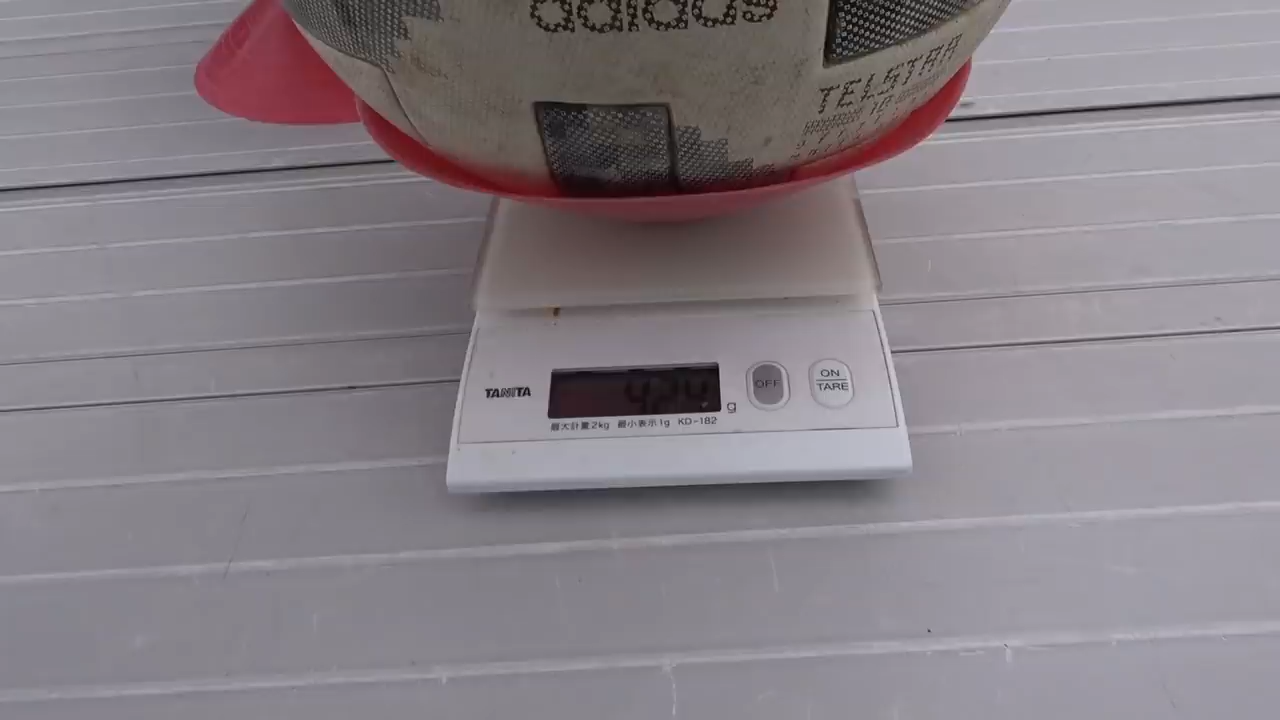 adidas
TELSTAR
TANITA
424 g
OFF
ON
TARE
最大計量2kg 最小表示1g KD-182